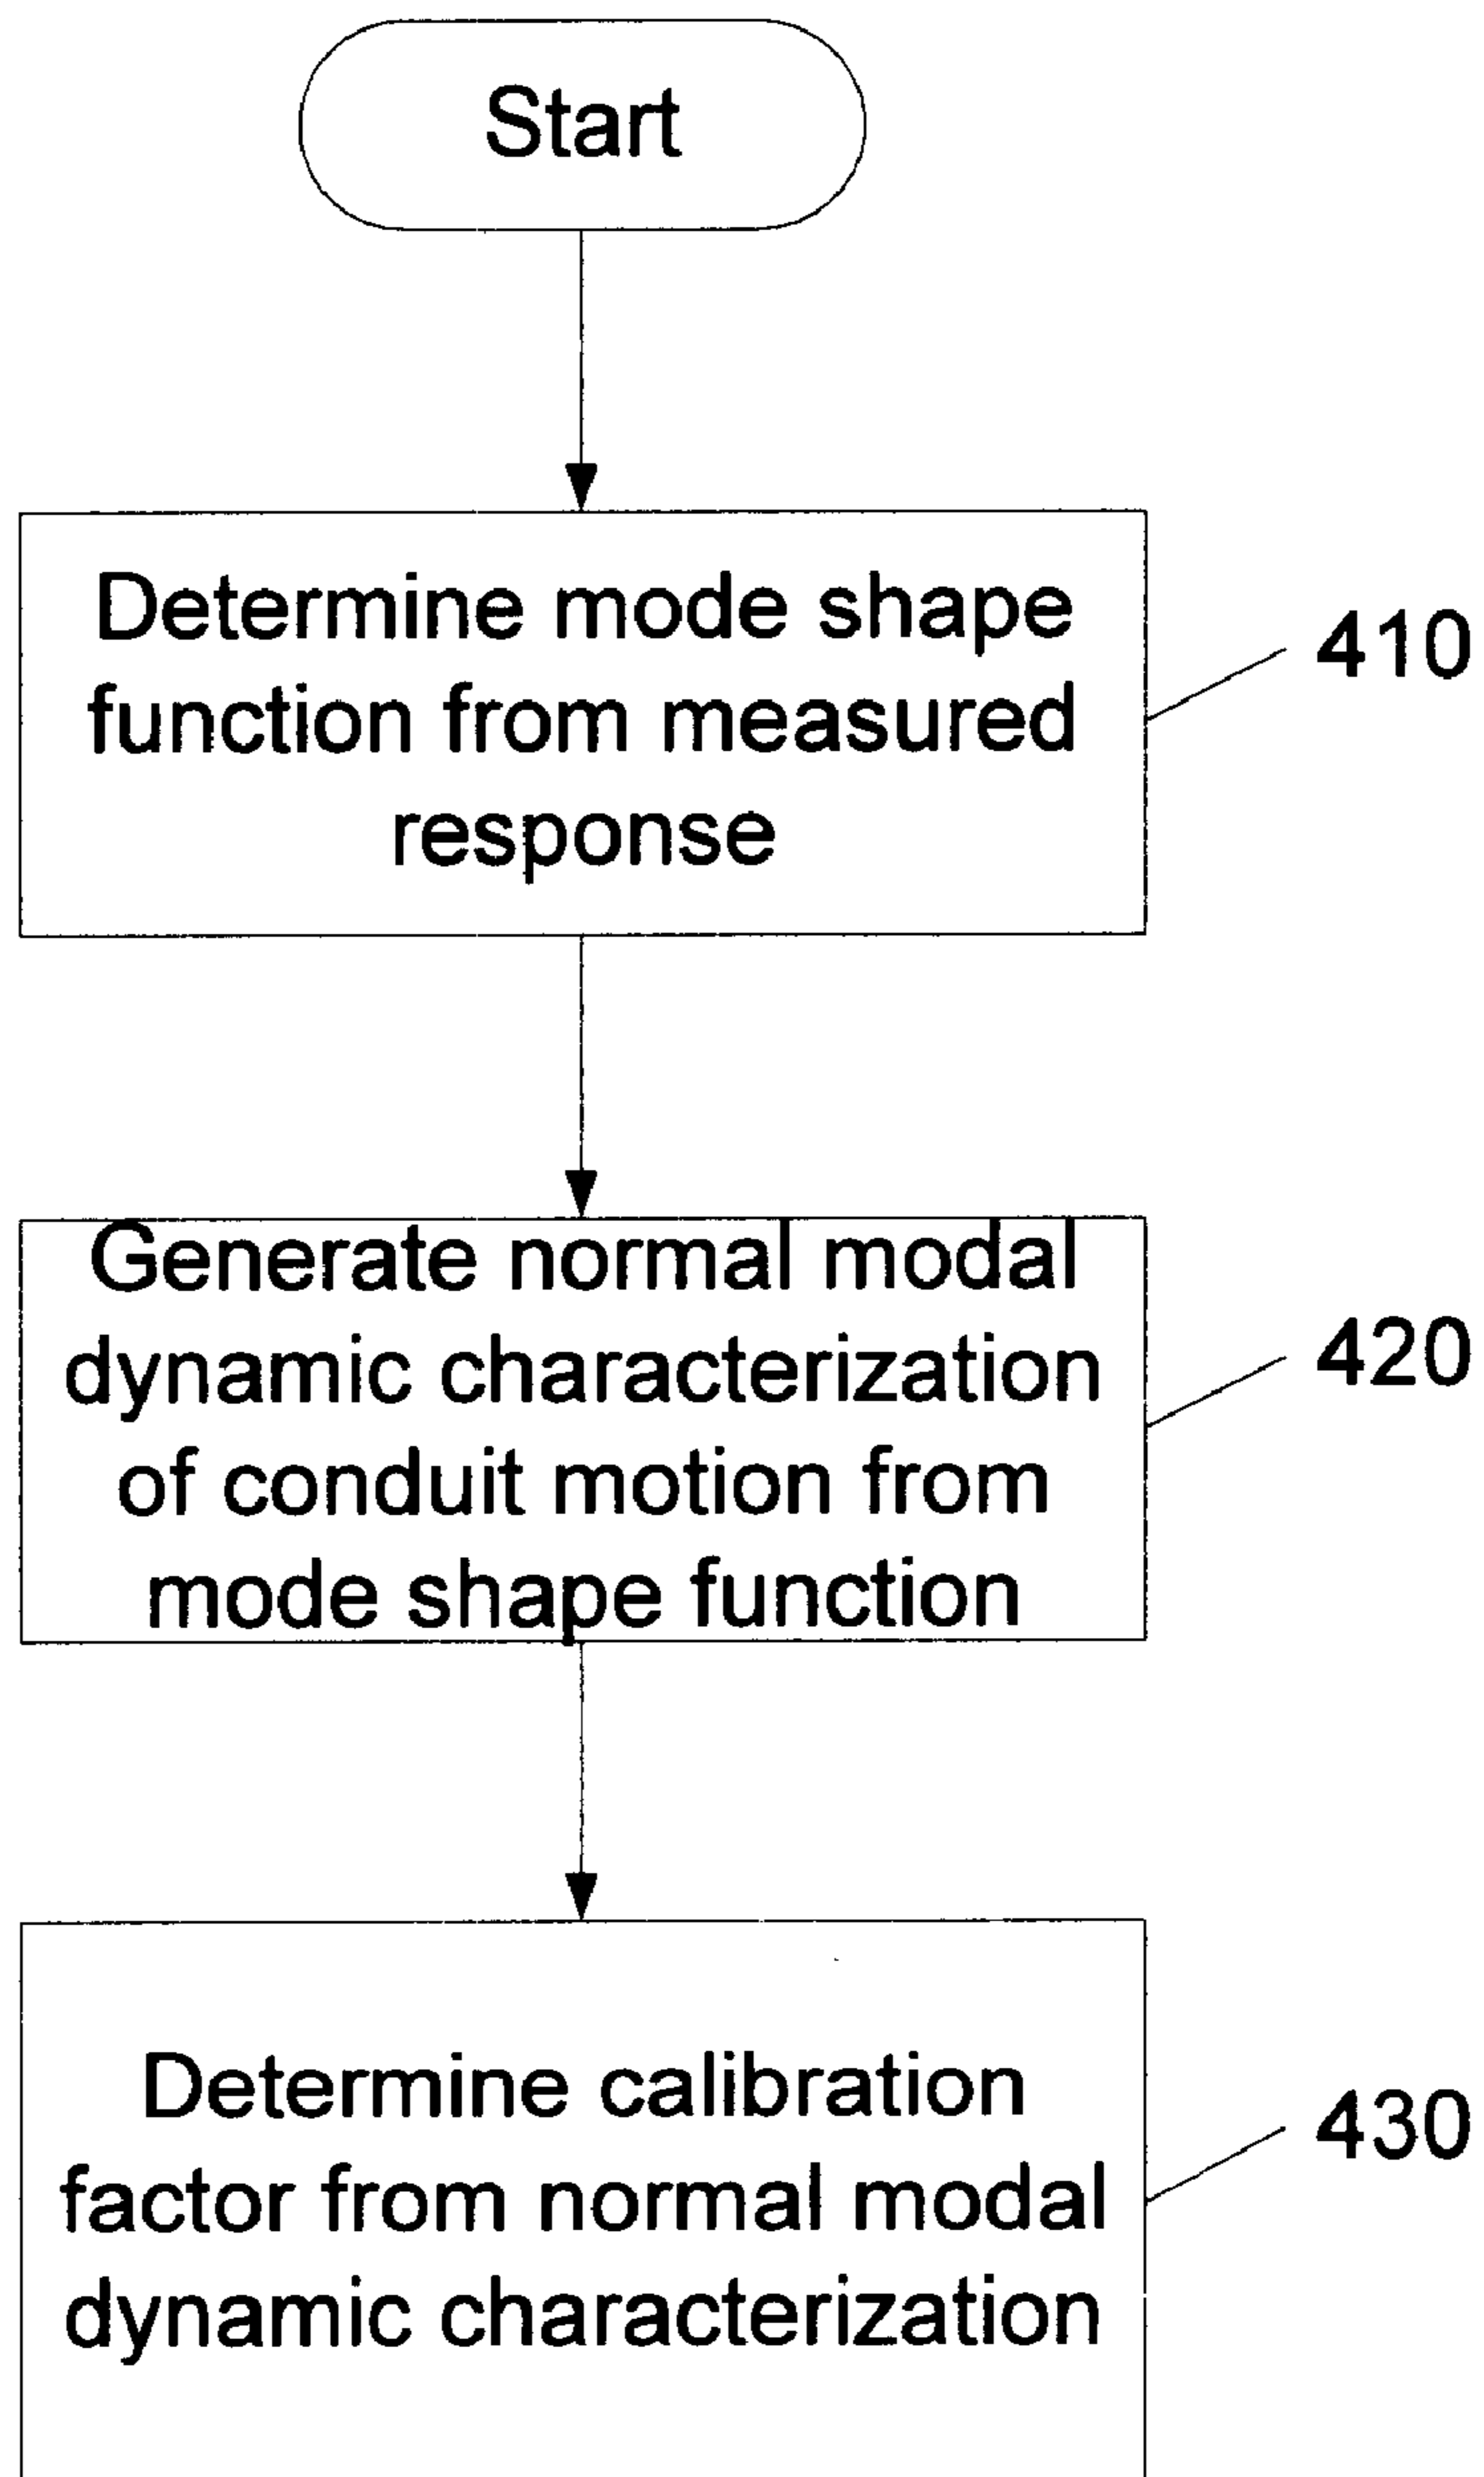 Start
Determine mode shape
function from measured
response
410
Generate normal modal
dynamic characterization
of conduit motion from
mode shape function
420
Determine calibration
factor from normal modal
dynamic characterization
430